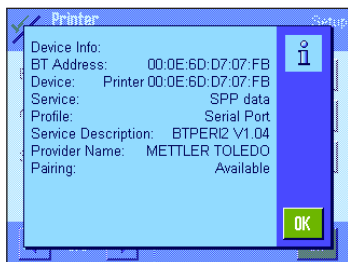 Printer
Setup
Device Info:
BT Address: 00:0E:6D:D7:07:FB
Device: Printer 00:0E:6D:D7:07:FB
Service: SPP data
Profile: Serial Port
Service Description: BTPERI2 V1.04
Provider Name: METTLER TOLEDO
Pairing: Available
OK